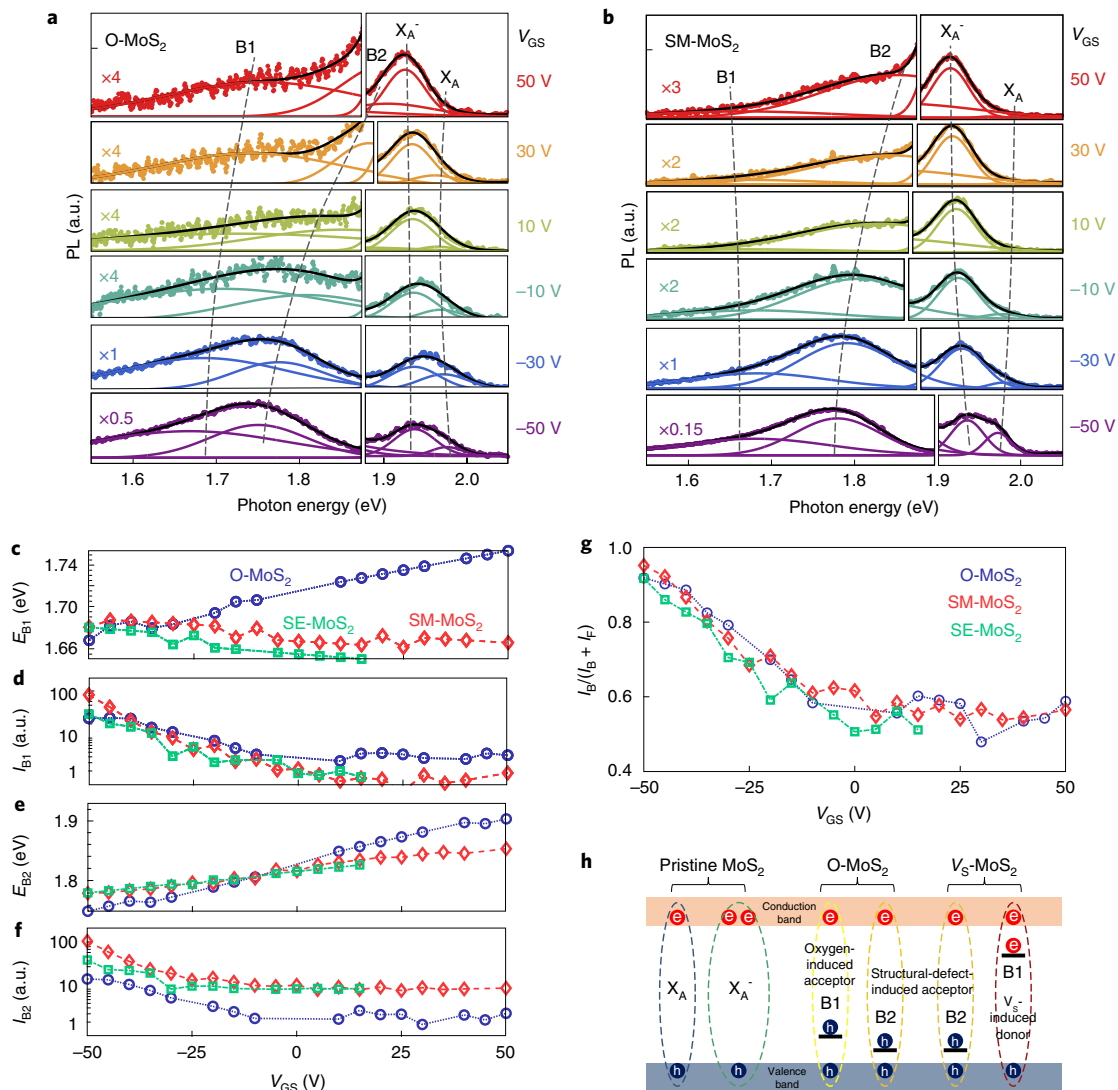 a
O-MoS2
B1
B2
XA-
XA
VGS
×4
50 V
×4
30 V
×4
10 V
×4
–10 V
×1
–30 V
×0.5
–50 V
PL (a.u.)
1.6 1.7 1.8 1.9 2.0
Photon energy (eV)
b
SM-MoS2
B1
B2
XA-
XA
VGS
×3
50 V
×2
30 V
×2
10 V
×2
–10 V
×1
–30 V
×0.15
–50 V
PL (a.u.)
1.6 1.7 1.8 1.9 2.0
Photon energy (eV)
c
1.74
1.70
1.66
EB1 (eV)
O-MoS2
SE-MoS2 SM-MoS2
d
100
10
1
IB1 (a.u.)
e
1.9
1.8
EB2 (eV)
f
100
10
1
IB2 (a.u.)
–50 –25 0 25 50
VGS (V)
g
1.0
0.8
0.6
0.4
IB/(IB + IF)
O-MoS2
SM-MoS2
SE-MoS2
–50 –25 0 25 50
VGS (V)
h
Pristine MoS2 O-MoS2 VS-MoS2
Conduction
band
e e e e e e e
e
XA
XA-
Oxygen-
induced
acceptor
B1
h
Structural-defect-
induced acceptor
B2
h
B2
h
B1
VS-
induced
donor
Valence
band
h h h h h h